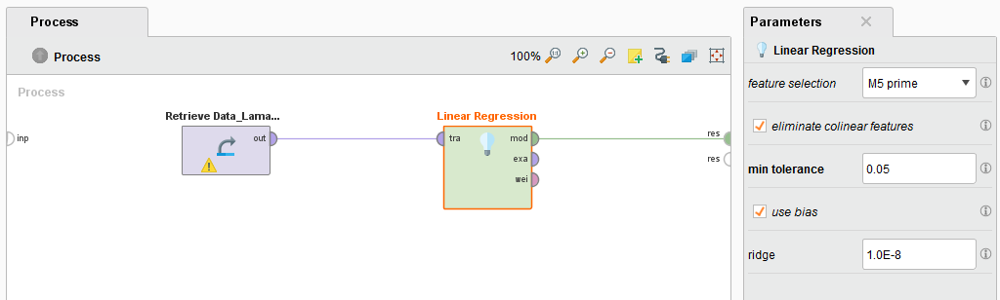 Process
Process
100%
Process
Retrieve Data_Lama...
Linear Regression
inp
out
tra
mod
exa
wei
res
res
Parameters
Linear Regression
feature selection
M5 prime
eliminate colinear features
min tolerance
0.05
use bias
ridge
1.0E-8